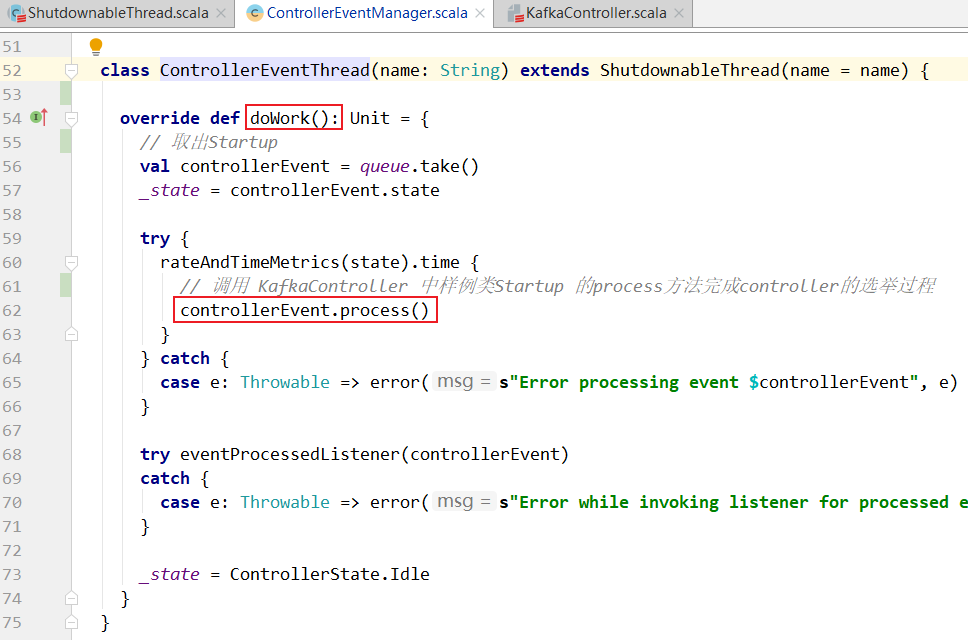 ShutdownableThread.scala × ControllerEventManager.scala × KafkaController.scala ×
51
52 class ControllerEventThread(name: String) extends ShutdownableThread(name = name) {
53
54 override def doWork(): Unit = {
55 // 取出Startup
56 val controllerEvent = queue.take()
57 _state = controllerEvent.state
58
59 try {
60 rateAndTimeMetrics(state).time {
61 // 调用 KafkaController 中样例类Startup 的process方法完成controller的选举过程
62 controllerEvent.process()
63 }
64 } catch {
65 case e: Throwable => error( msg = s"Error processing event $controllerEvent", e)
66 }
67
68 try eventProcessedListener(controllerEvent)
69 catch {
70 case e: Throwable => error( msg = s"Error while invoking listener for processed e
71 }
72
73 _state = ControllerState.Idle
74 }
75 }